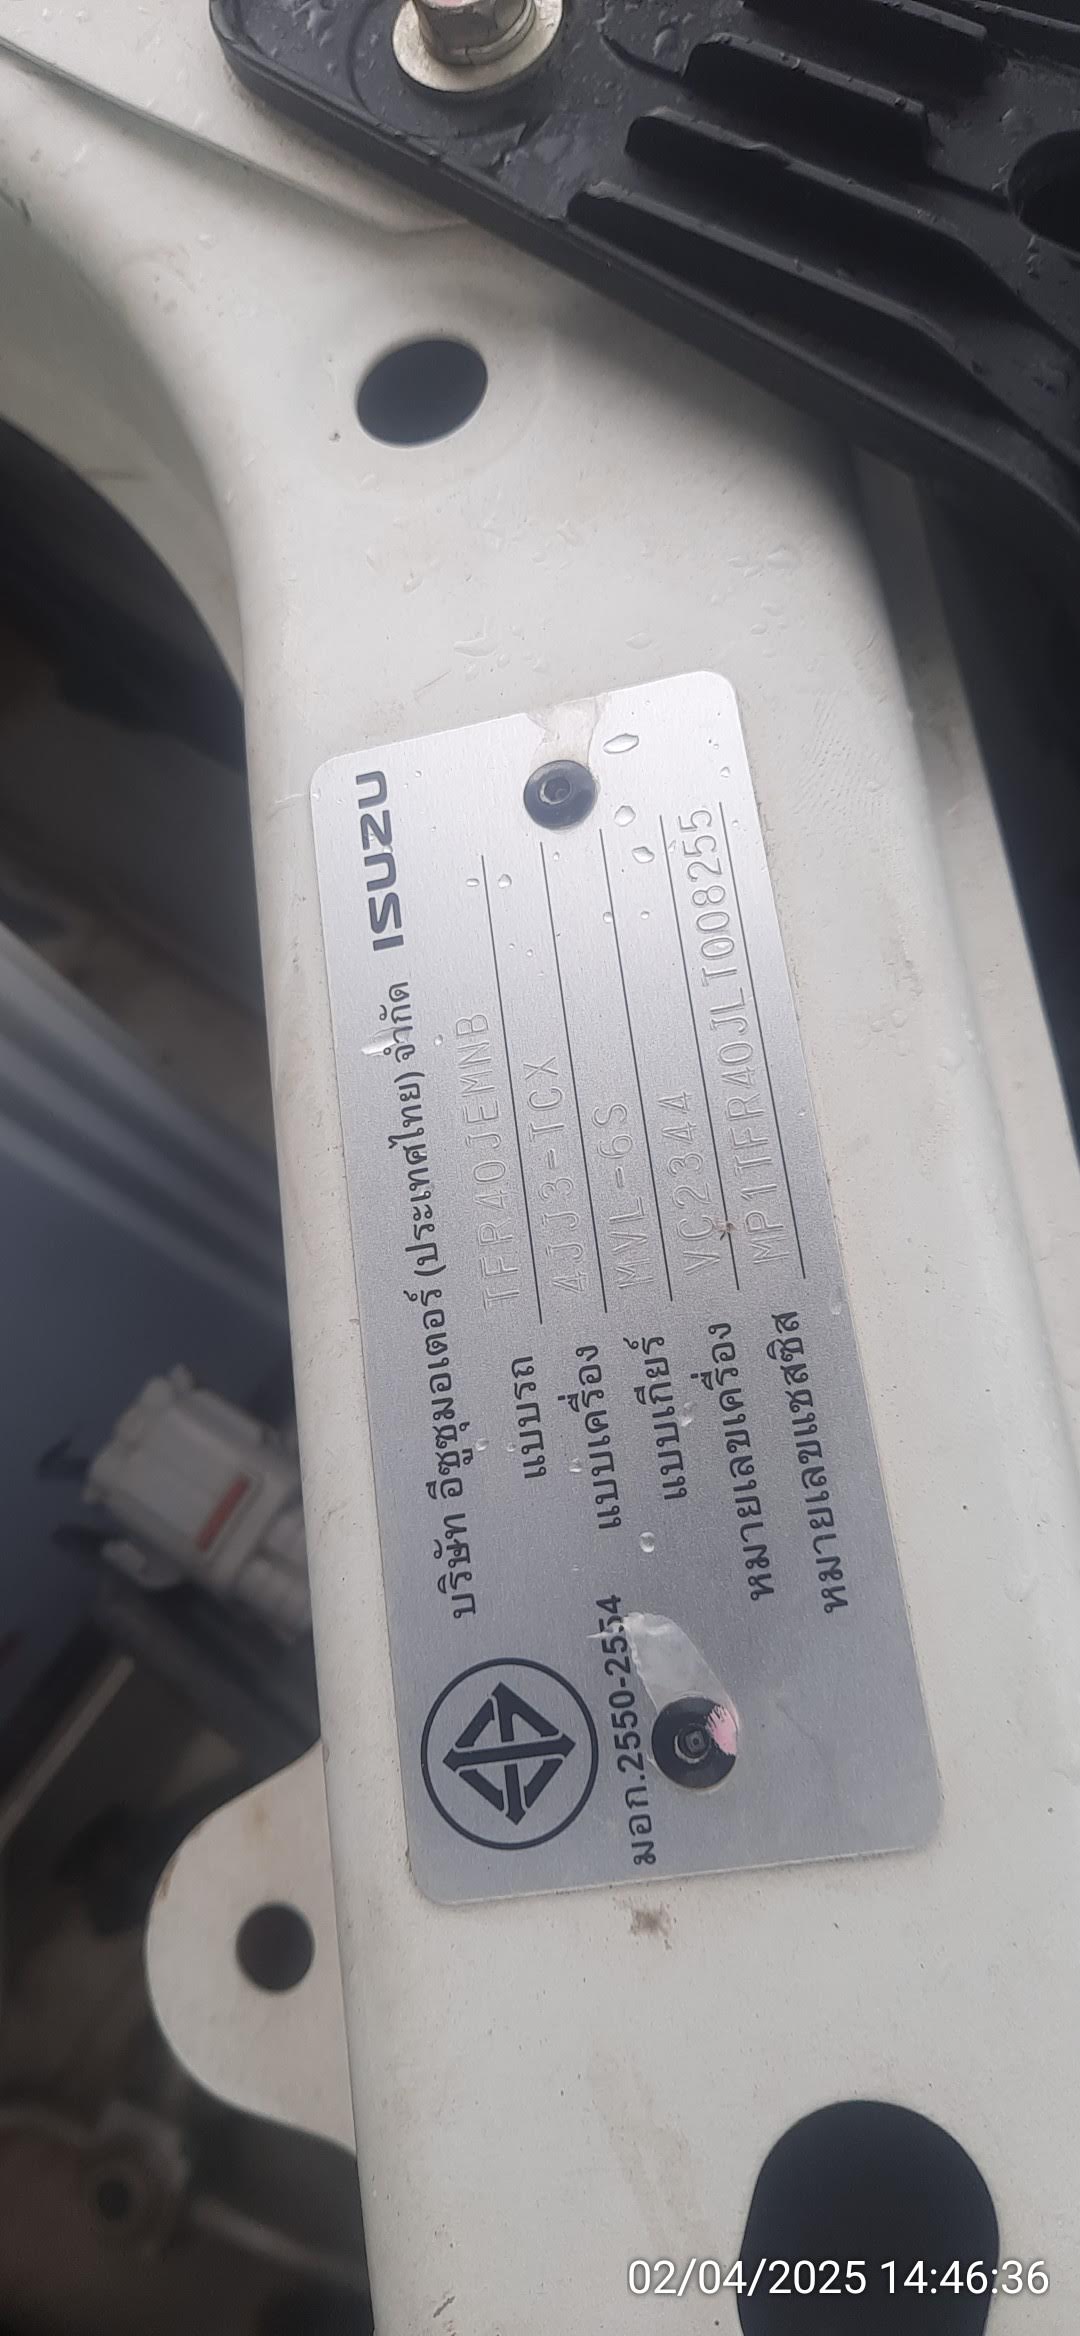 บริษัท อีซูซุมอเตอร์ (ประเทศไทย) จำกัด ISUZU
แบบรถ TFR40JEMNB
แบบเครื่อง 4JJ3-TCX
มอก.2550-2554
แบบเกียร์ MVL-6S
หมายเลขเครื่อง VC2344
หมายเลขแชสซิส MP1TFR40JLT008255
02/04/2025 14:46:36